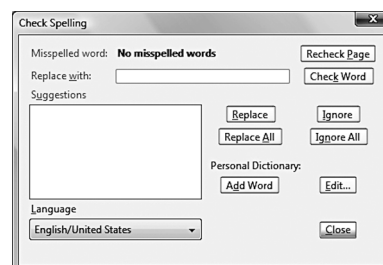 Check Spelling
Misspelled word: No misspelled words
Recheck Page
Replace with:
Check Word
Suggestions
Replace
Ignore
Replace All
Ignore All
Personal Dictionary:
Add Word
Edit...
Language
English/United States
Close